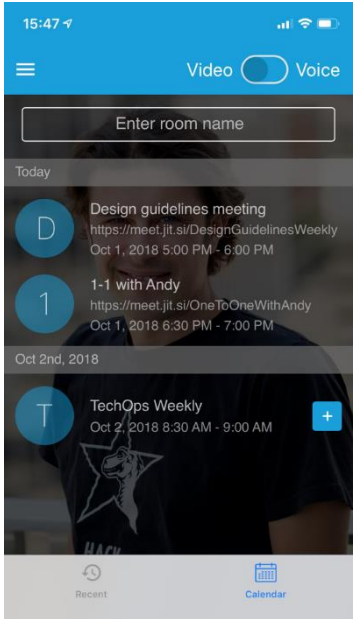 15:47
Video Voice
Enter room name
Today
D
Design guidelines meeting
https://meet.jit.si/DesignGuidelinesWeekly
Oct 1, 2018 5:00 PM - 6:00 PM
1
1-1 with Andy
https://meet.jit.si/OneToOneWithAndy
Oct 1, 2018 6:30 PM - 7:00 PM
Oct 2nd, 2018
T
TechOps Weekly
Oct 2, 2018 8:30 AM - 9:00 AM
+
HACK
Recent
Calendar